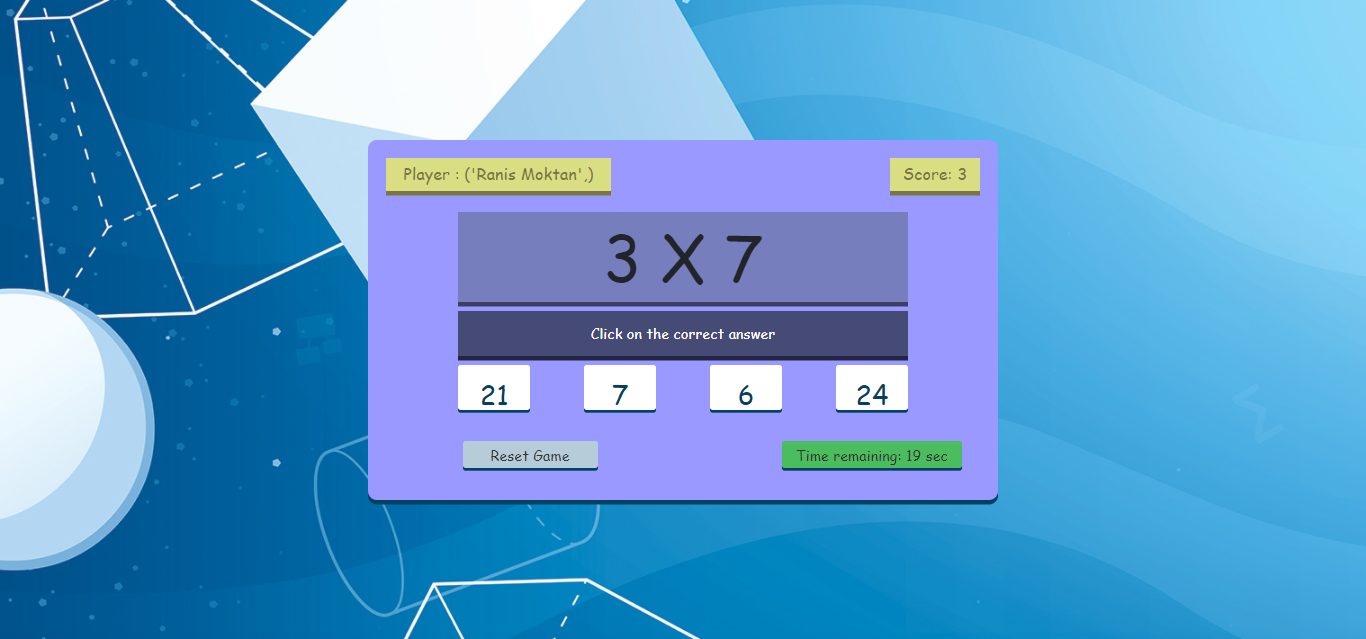 Player : ('Ranis Moktan',)
Score: 3
3 X 7
Click on the correct answer
21
7
6
24
Reset Game
Time remaining: 19 sec